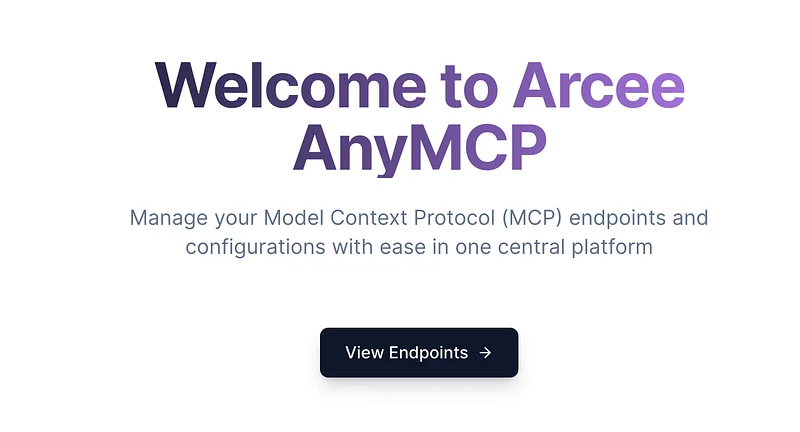 Welcome to Arcee
AnyMCP
Manage your Model Context Protocol (MCP) endpoints and
configurations with ease in one central platform
View Endpoints →